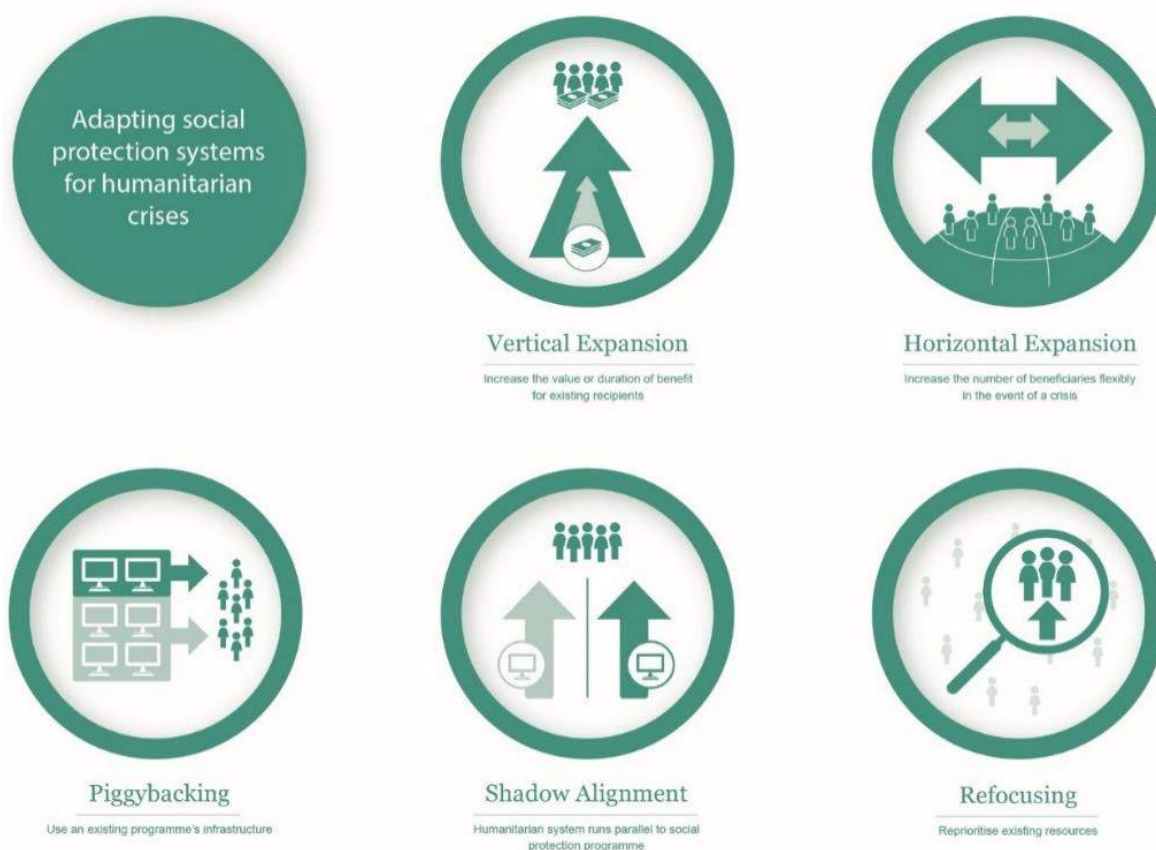 Adapting social
protection systems
for humanitarian
crises
Vertical Expansion
Increase the value or duration of benefit
for existing recipients
Horizontal Expansion
Increase the number of beneficiaries flexibly
in the event of a crisis
Piggybacking
Use an existing programme's infrastructure
Shadow Alignment
Humanitarian system runs parallel to social
protection programme
Refocusing
Reprioritise existing resources